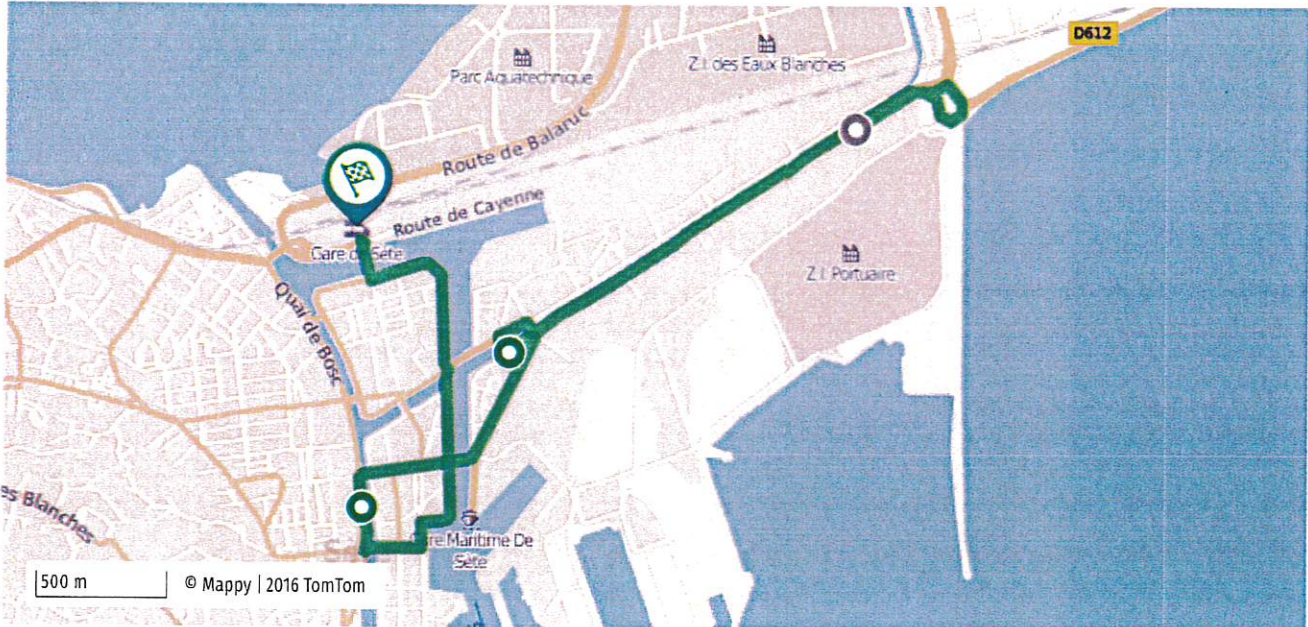 D612
Z.I. des Eaux Blanches
Parc Aquatechnique
Route de Balaruc
Route de Cayenne
Gare de Sète
Z.I. Portuaire
Quai de Bosc
es Blanches
Gare Maritime De
Sète
500 m
© Mappy | 2016 TomTom